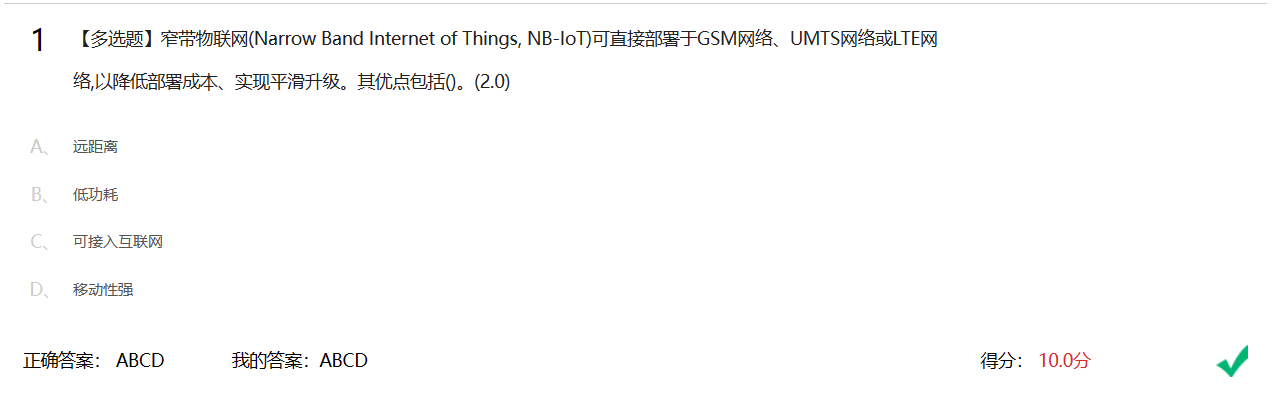 1 【多选题】窄带物联网(Narrow Band Internet of Things, NB-IoT)可直接部署于GSM网络、UMTS网络或LTE网
络,以降低部署成本、实现平滑升级。其优点包括()。(2.0)
A、 远距离
B、 低功耗
C、 可接入互联网
D、 移动性强
正确答案： ABCD 我的答案：ABCD 得分： 10.0分